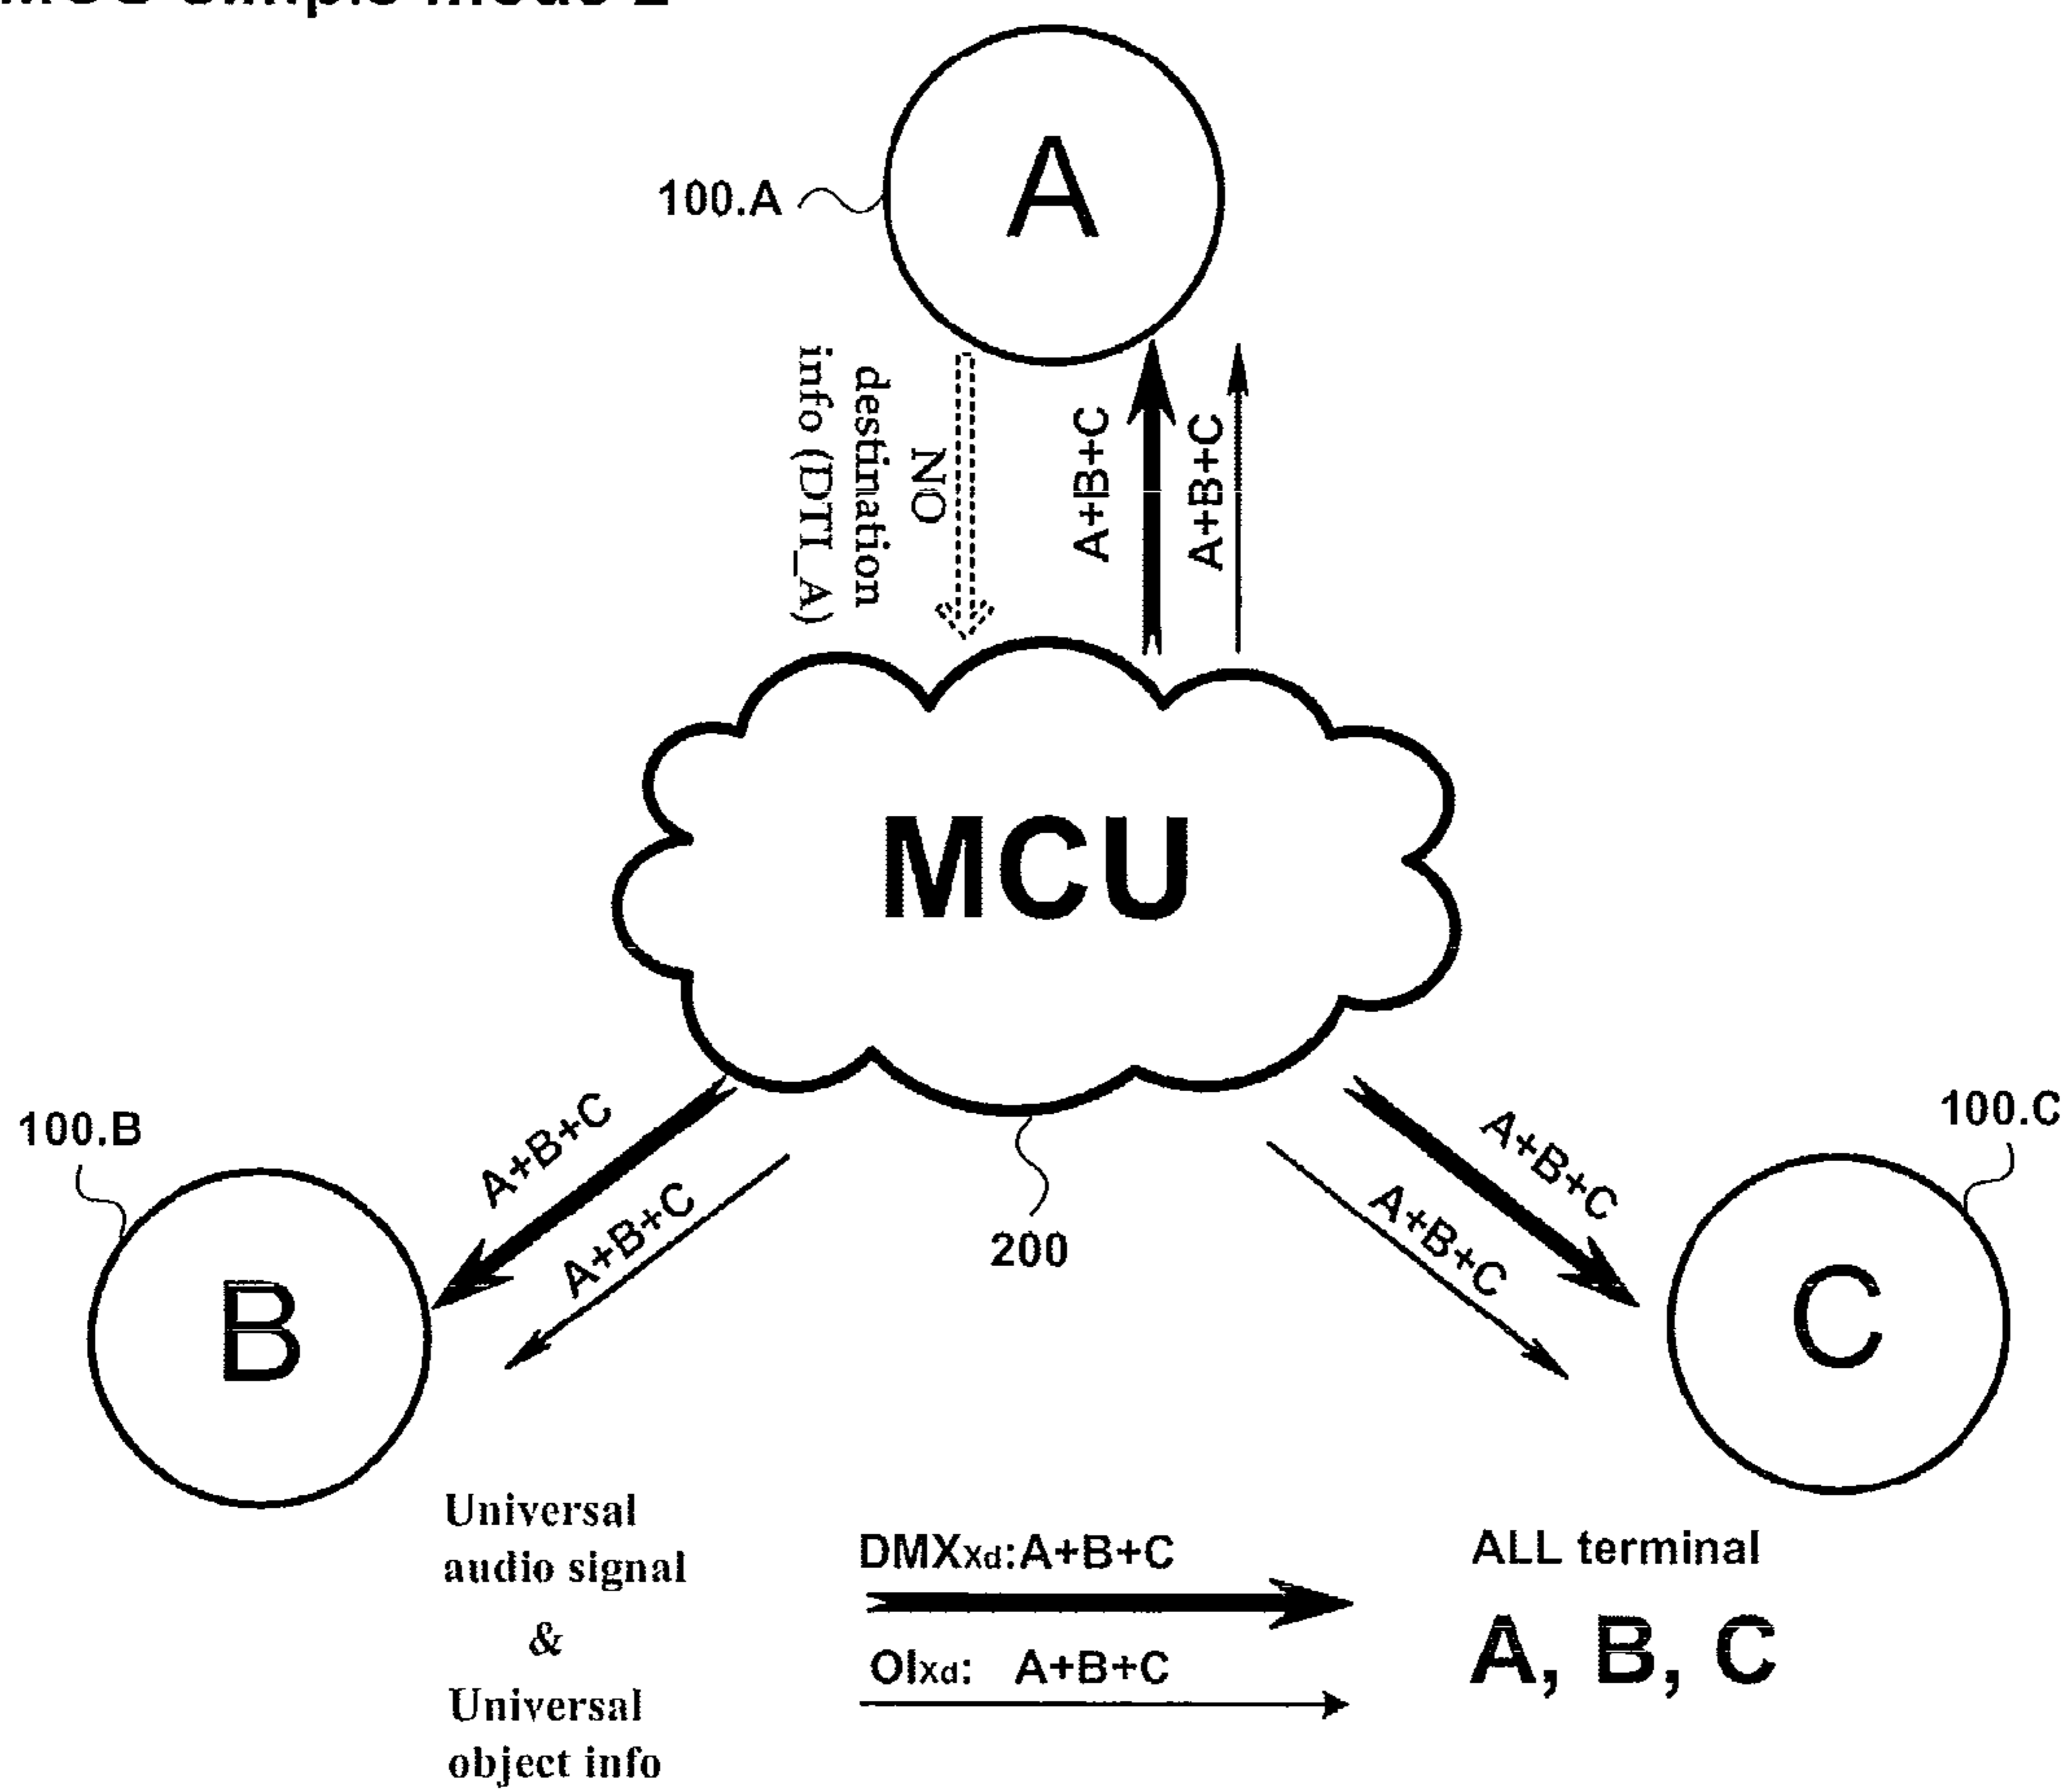 A
100.A
NO
destination
info (DTI_A)
A+B+C
A+B+C
MCU
100.B
A+B+C
A+B+C
A+B+C
A+B+C
100.C
200
B
C
Universal
audio signal
&
Universal
object info
DMXXd:A+B+C
OIXd: A+B+C
ALL terminal
A, B, C